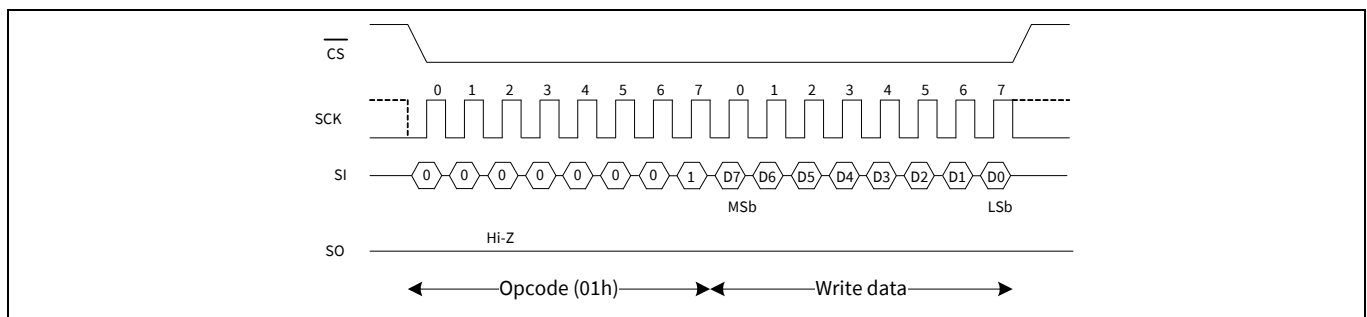 CS
0 1 2 3 4 5 6 7 0 1 2 3 4 5 6 7
SCK
SI 0 0 0 0 0 0 0 1 D7 D6 D5 D4 D3 D2 D1 D0
MSb LSb
Hi-Z
SO
Opcode (01h) Write data